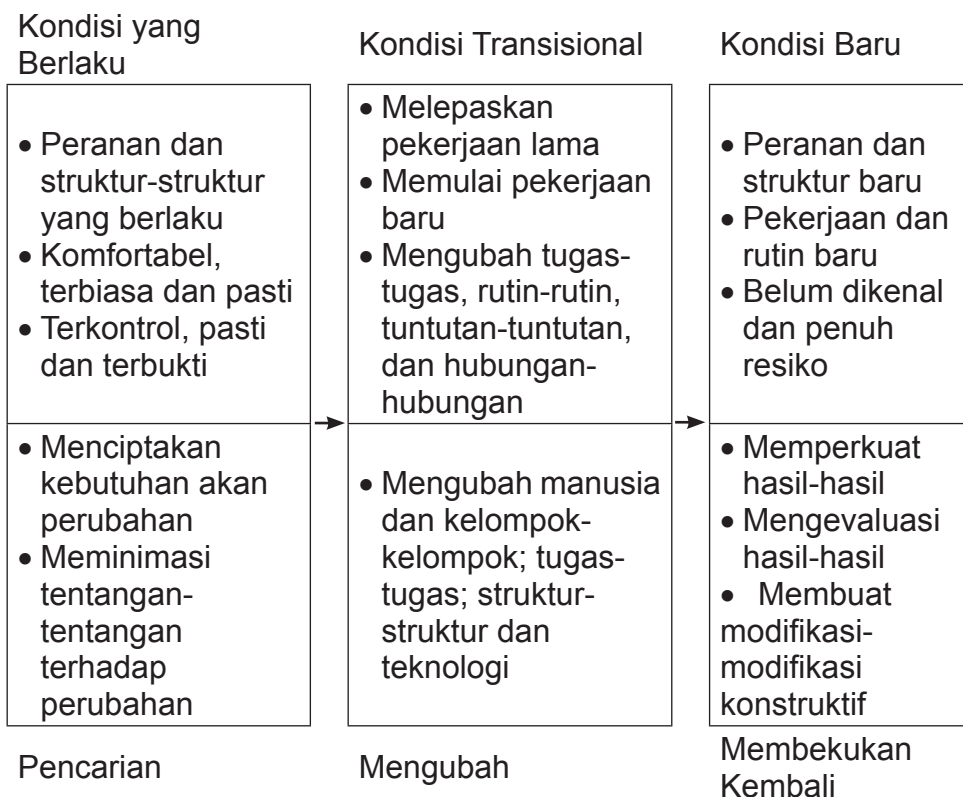 Kondisi yang
Berlaku
Kondisi Transisional
Kondisi Baru
• Peranan dan
struktur-struktur
yang berlaku
• Komfortabel,
terbiasa dan pasti
• Terkontrol, pasti
dan terbukti
• Melepaskan
pekerjaan lama
• Memulai pekerjaan
baru
• Mengubah tugas-
tugas, rutin-rutin,
tuntutan-tuntutan,
dan hubungan-
hubungan
• Peranan dan
struktur baru
• Pekerjaan dan
rutin baru
• Belum dikenal
dan penuh
resiko
• Menciptakan
kebutuhan akan
perubahan
• Meminimasi
tentangan-
tentangan
terhadap
perubahan
• Mengubah manusia
dan kelompok-
kelompok; tugas-
tugas; struktur-
struktur dan
teknologi
• Memperkuat
hasil-hasil
• Mengevaluasi
hasil-hasil
• Membuat
modifikasi-
modifikasi
konstruktif
Pencarian
Mengubah
Membekukan
Kembali